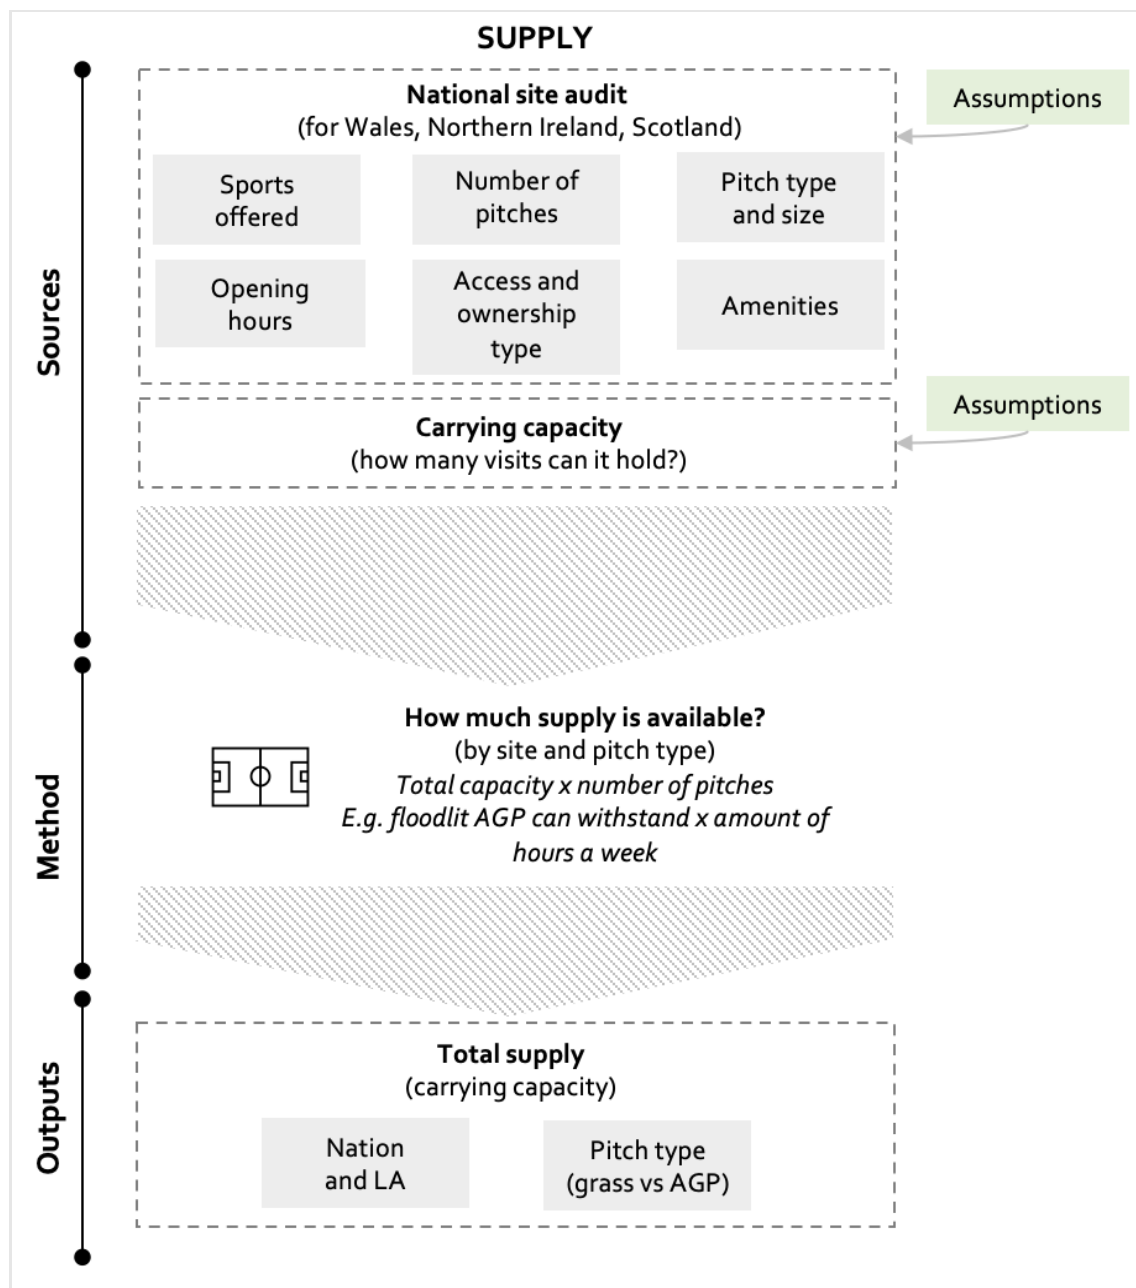 SUPPLY
National site audit
(for Wales, Northern Ireland, Scotland)
Assumptions
Sports
offered
Number of
pitches
Pitch type
and size
Opening
hours
Access and
ownership
type
Amenities
Sources
Carrying capacity
(how many visits can it hold?)
Assumptions
Method
How much supply is available?
(by site and pitch type)
Total capacity x number of pitches
E.g. floodlit AGP can withstand x amount of
hours a week
Outputs
Total supply
(carrying capacity)
Nation
and LA
Pitch type
(grass vs AGP)